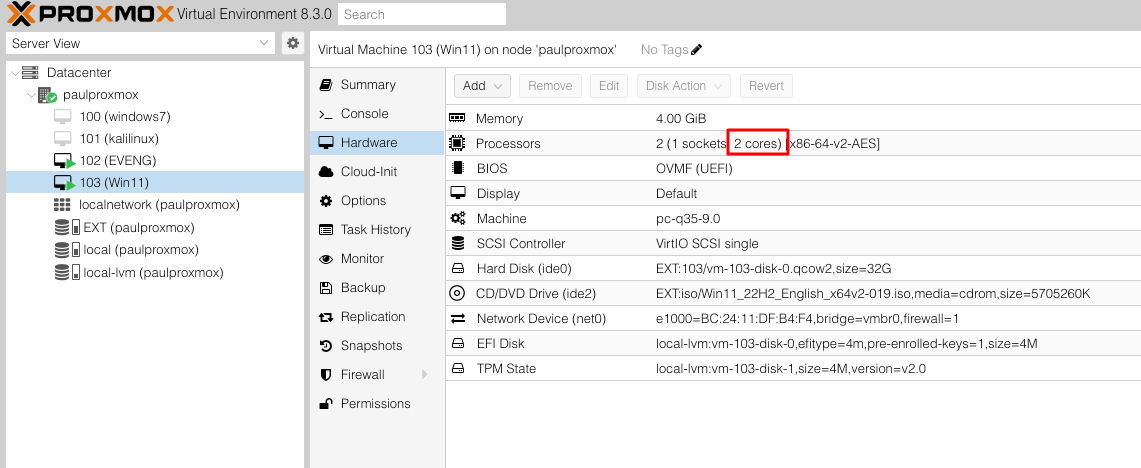 PROXMOX Virtual Environment 8.3.0 Search
Server View
Datacenter
paulproxmox
100 (windows7)
101 (kalilinux)
102 (EVENG)
103 (Win11)
localnetwork (paulproxmox)
EXT (paulproxmox)
local (paulproxmox)
local-lvm (paulproxmox)
Virtual Machine 103 (Win11) on node 'paulproxmox' No Tags
Summary
Console
Hardware
Cloud-Init
Options
Task History
Monitor
Backup
Replication
Snapshots
Firewall
Permissions
Add Remove Edit Disk Action Revert
Memory 4.00 GiB
Processors 2 (1 sockets, 2 cores) [x86-64-v2-AES]
BIOS OVMF (UEFI)
Display Default
Machine pc-q35-9.0
SCSI Controller VirtIO SCSI single
Hard Disk (ide0) EXT:103/vm-103-disk-0.qcow2,size=32G
CD/DVD Drive (ide2) EXT:iso/Win11_22H2_English_x64v2-019.iso,media=cdrom,size=5705260K
Network Device (net0) e1000=BC:24:11:DF:B4:F4,bridge=vmbr0,firewall=1
EFI Disk local-lvm:vm-103-disk-0,efitype=4m,pre-enrolled-keys=1,size=4M
TPM State local-lvm:vm-103-disk-1,size=4M,version=v2.0